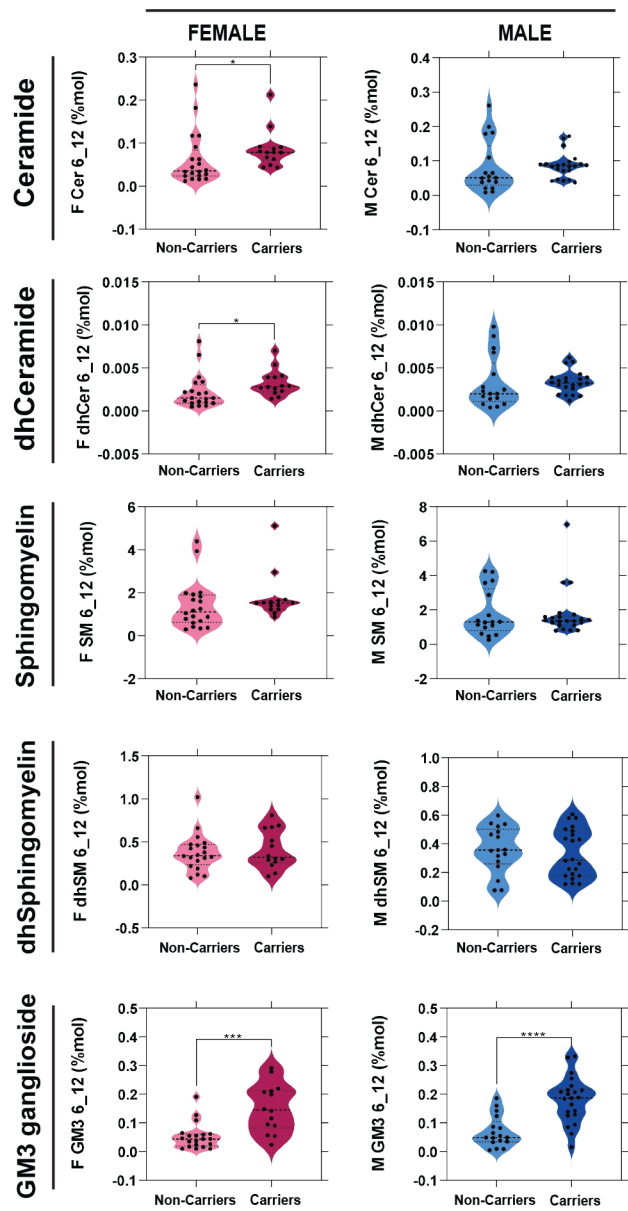 FEMALE
MALE
Ceramide
F Cer 6_12 (%mol)
0.3
0.2
0.1
0.0
-0.1
*
Non-Carriers
Carriers
M Cer 6_12 (%mol)
0.4
0.3
0.2
0.1
0.0
-0.1
Non-Carriers
Carriers
dhCeramide
F dhCer 6_12 (%mol)
0.015
0.010
0.005
0.000
-0.005
*
Non-Carriers
Carriers
M dhCer 6_12 (%mol)
0.015
0.010
0.005
0.000
-0.005
Non-Carriers
Carriers
Sphingomyelin
F SM 6_12 (%mol)
6
4
2
0
-2
Non-Carriers
Carriers
M SM 6_12 (%mol)
8
6
4
2
0
-2
Non-Carriers
Carriers
dhSphingomyelin
F dhSM 6_12 (%mol)
1.5
1.0
0.5
0.0
-0.5
Non-Carriers
Carriers
M dhSM 6_12 (%mol)
1.0
0.8
0.6
0.4
0.2
0.0
-0.2
Non-Carriers
Carriers
GM3 ganglioside
F GM3 6_12 (%mol)
0.5
0.4
0.3
0.2
0.1
0.0
-0.1
***
Non-Carriers
Carriers
M GM3 6_12 (%mol)
0.5
0.4
0.3
0.2
0.1
0.0
-0.1
****
Non-Carriers
Carriers